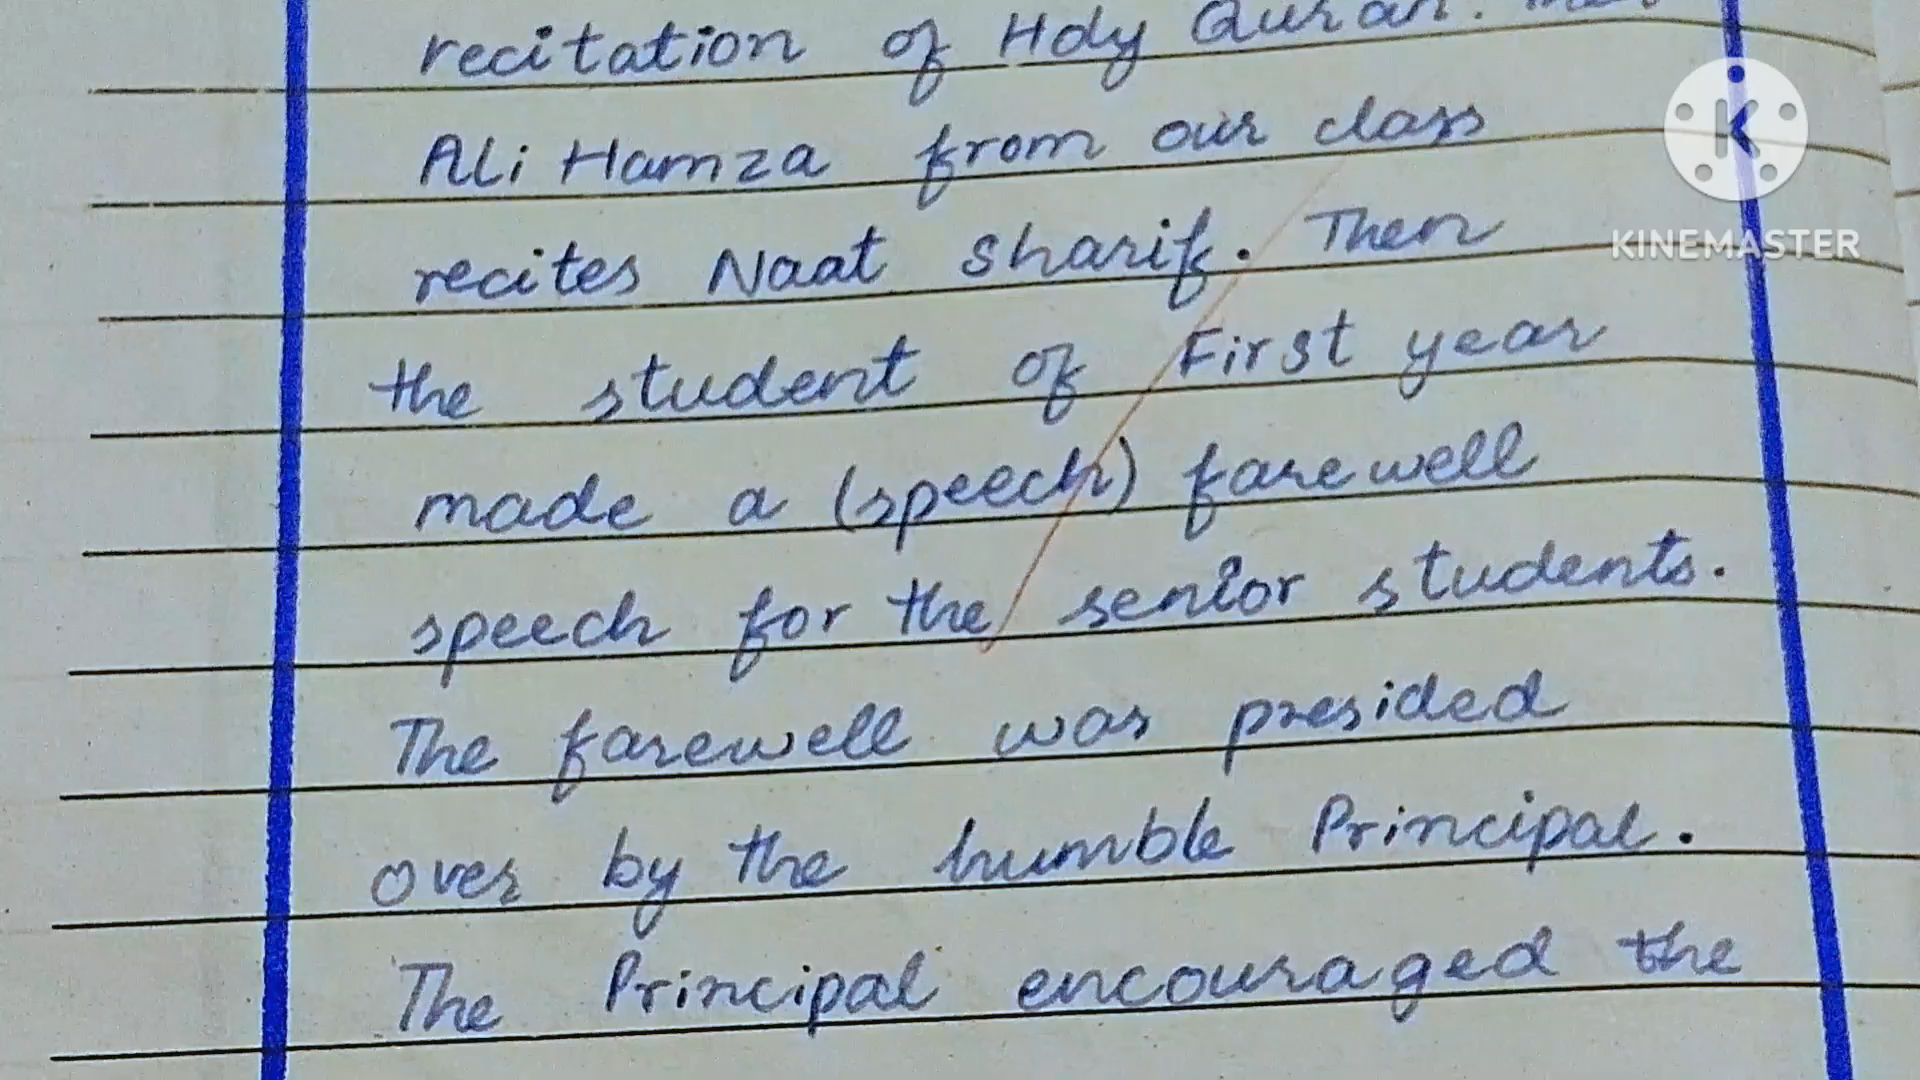 recitation of Holy Quran. Then
Ali Hamza from our class
recites Naat Sharif. Then
the student of First year
made a (speech) farewell
speech for the senior students.
The farewell was presided
over by the humble Principal.
The Principal encouraged the
KINEMASTER